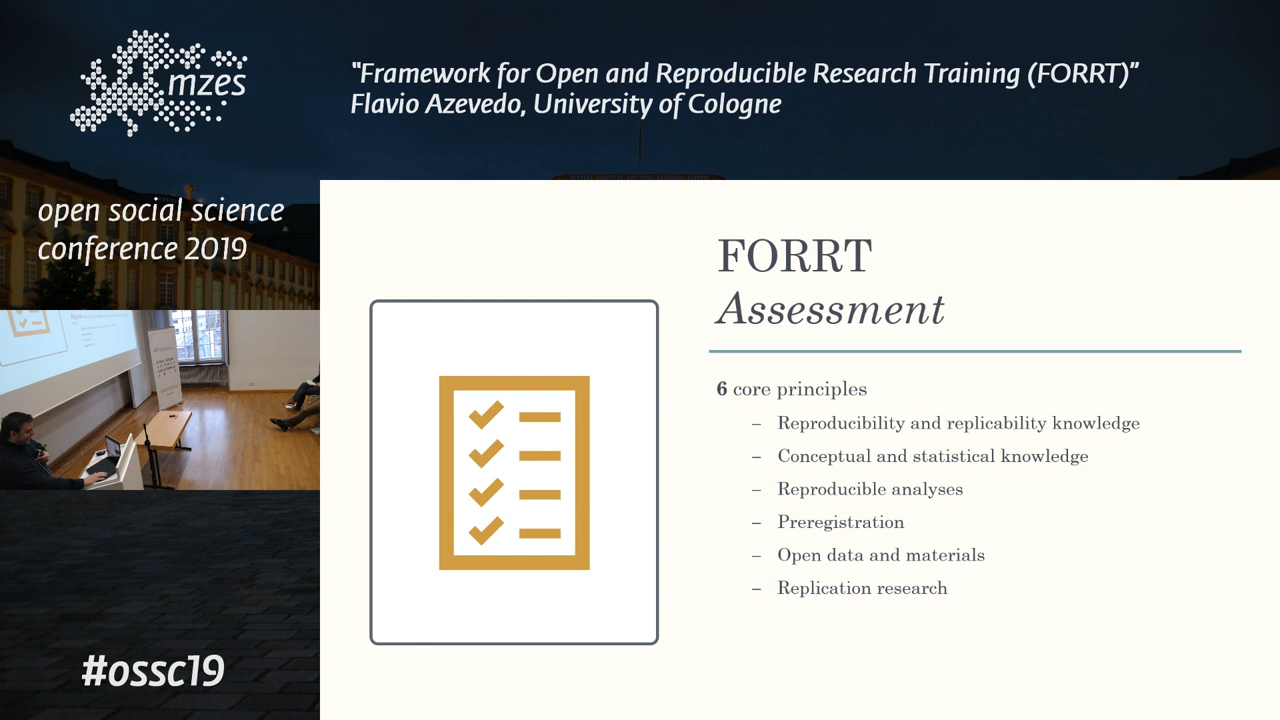 mzes
"Framework for Open and Reproducible Research Training (FORRT)"
Flavio Azevedo, University of Cologne
open social science
conference 2019
FORRT
Assessment
6 core principles
– Reproducibility and replicability knowledge
– Conceptual and statistical knowledge
– Reproducible analyses
– Preregistration
– Open data and materials
– Replication research
#ossc19